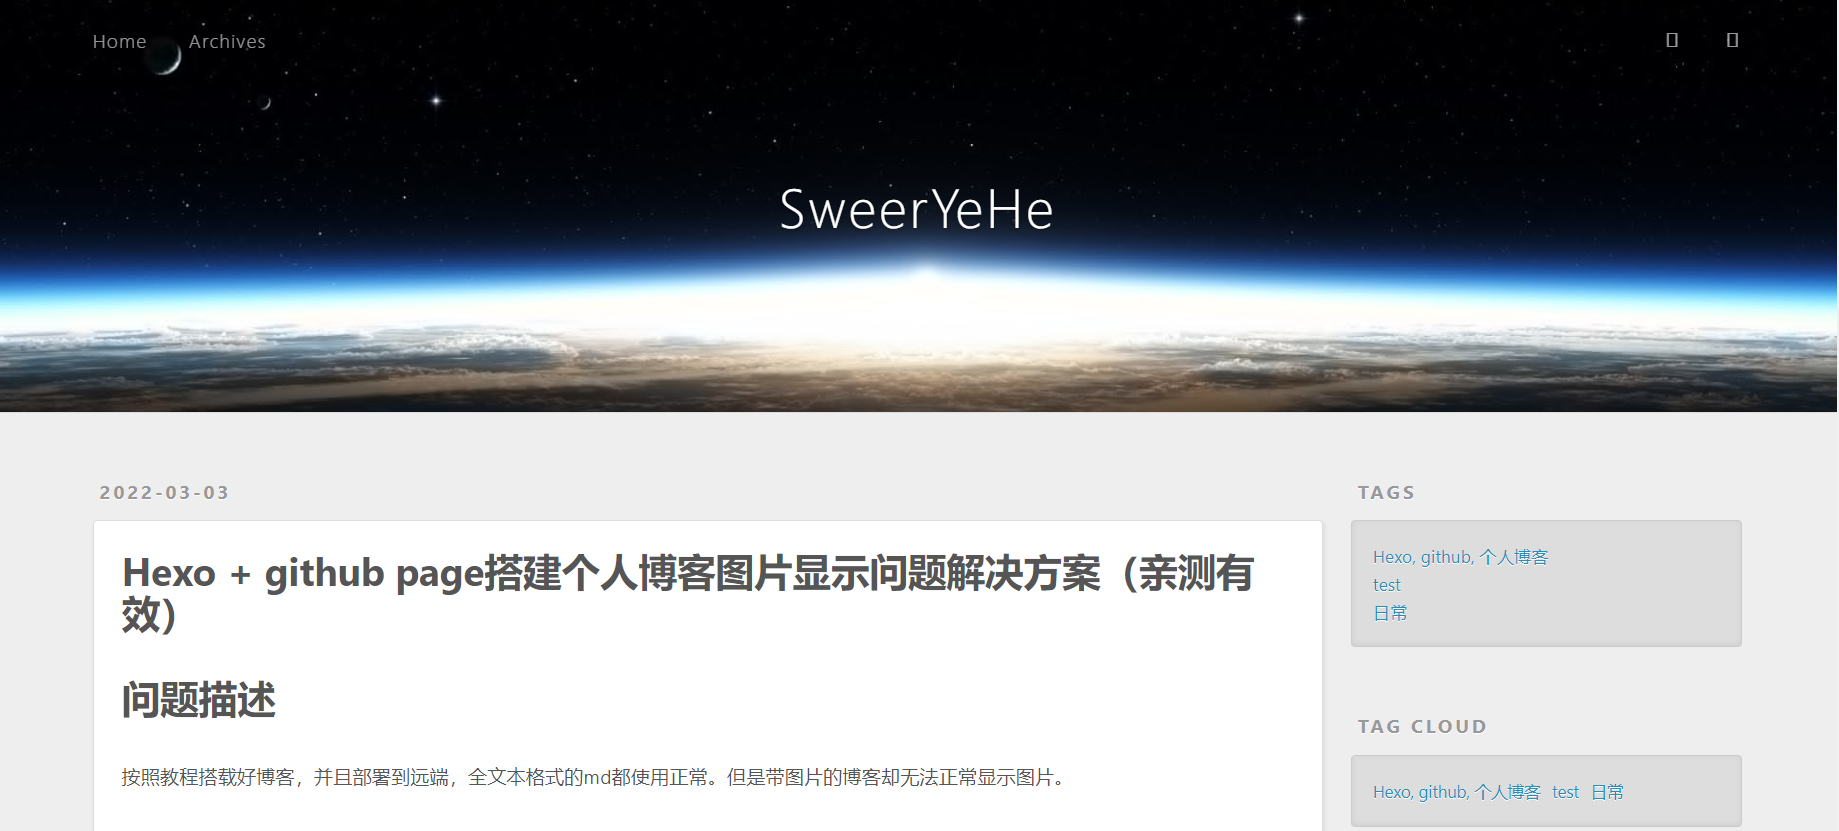 Home Archives
SweerYeHe
2022-03-03
Hexo + github page搭建个人博客图片显示问题解决方案（亲测有
效）
问题描述
按照教程搭载好博客，并且部署到远端，全文本格式的md都使用正常。但是带图片的博客却无法正常显示图片。
TAGS
Hexo, github, 个人博客
test
日常
TAG CLOUD
Hexo, github, 个人博客 test 日常